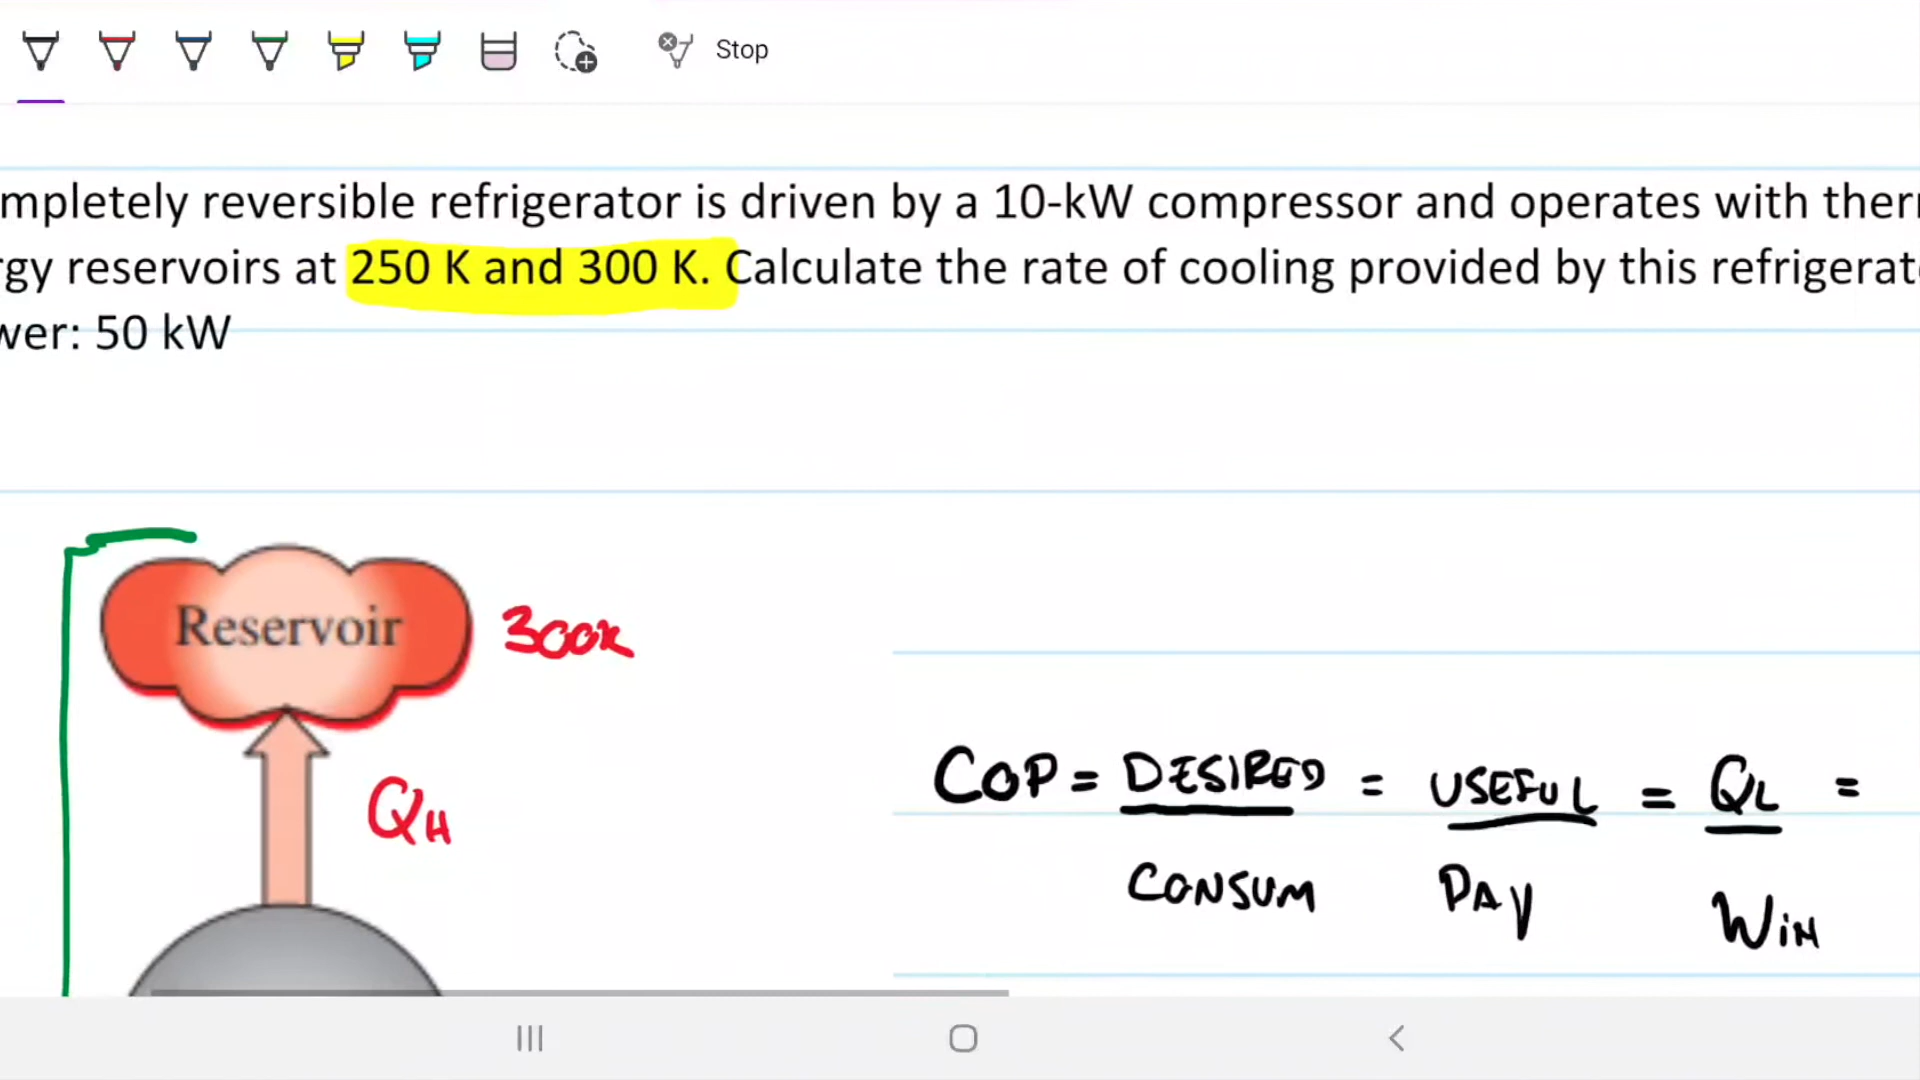 Stop
mpletely reversible refrigerator is driven by a 10-kW compressor and operates with ther
rgy reservoirs at 250 K and 300 K. Calculate the rate of cooling provided by this refrigerat
wer: 50 kW
Reservoir 300K
QH
COP = DESIRED = USEFUL = QL =
CONSUM PAY WIN